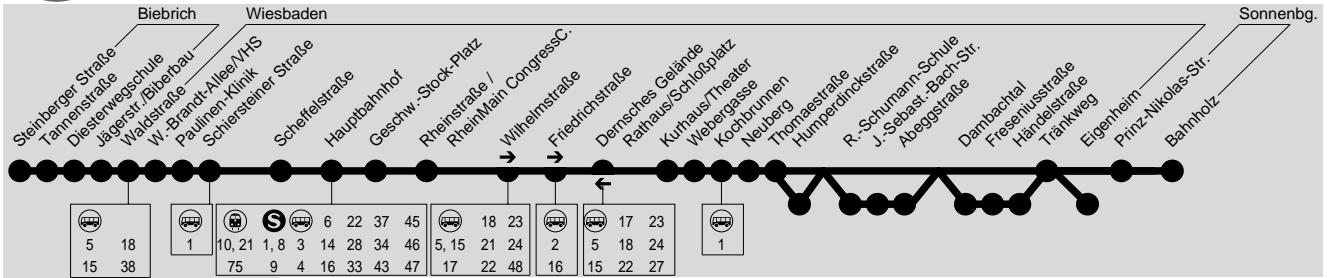 Biebrich
Wiesbaden
Sonnenbg.
Steinberger Straße
Tannenstraße
Diesterwegschule
Jägerstr./Biberbau
Waldstraße
W.-Brandt-Allee/VHS
Paulinen-Klinik
Schiersteiner Straße
Scheffelstraße
Hauptbahnhof
Geschw.-Stock-Platz
Rheinstraße /
RheinMain CongressC.
Wilhelmstraße
Friedrichstraße
Dernsches Gelände
Rathaus/Schloßplatz
Kurhaus/Theater
Webergasse
Kochbrunnen
Neuberg
Thomaestraße
Humperdinckstraße
R.-Schumann-Schule
J.-Sebast.-Bach-Str.
Abeggstraße
Dambachtal
Freseniusstraße
Händelstraße
Tränkweg
Eigenheim
Prinz-Nikolas-Str.
Bahnholz
→ →
←
5 18
15 38
1
S 6 22 37 45
10, 21 1, 8 3 14 28 34 46
75 9 4 16 33 43 47
18 23
5, 15 21 24
17 22 48
2
16
17 23
5 18 24
15 22 27
1